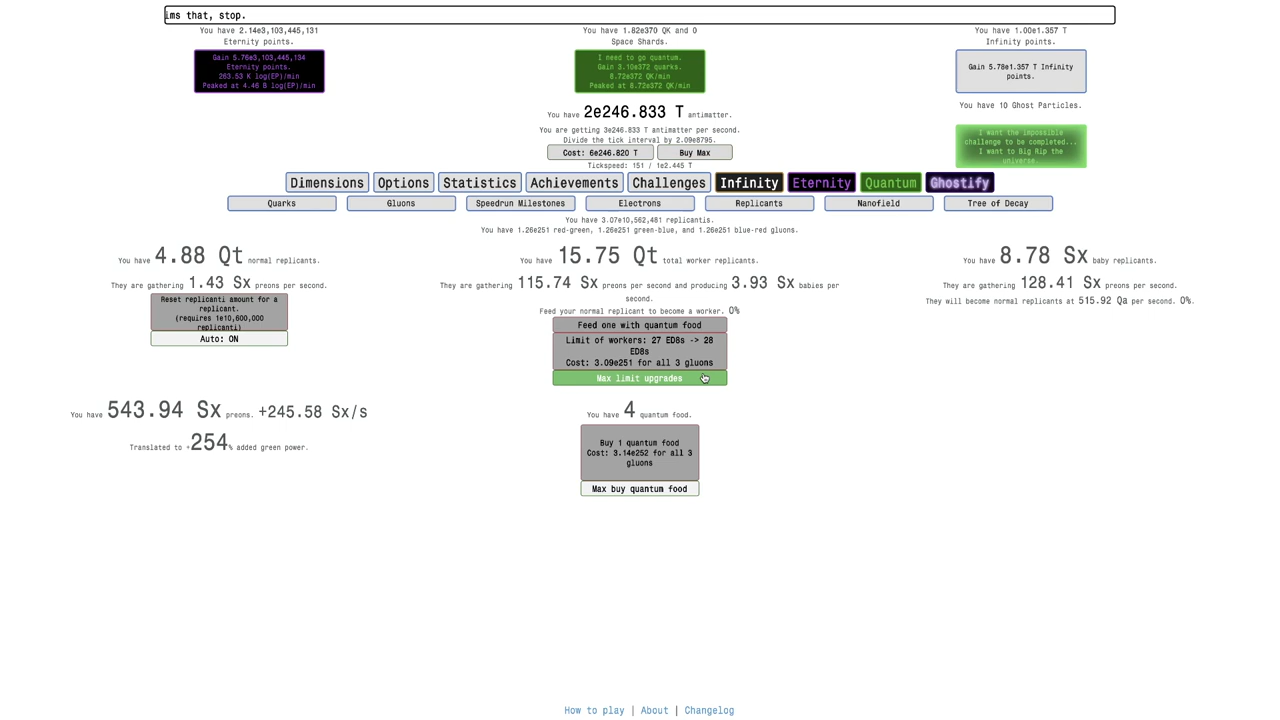 ims that, stop.
You have 2.14e3,103,445,131
Eternity points.
Gain 5.76e3,103,445,134
Eternity points.
263.53 K log(EP)/min
Peaked at 4.46 B log(EP)/min
You have 1.82e370 QK and 0
Space Shards.
I need to go quantum.
Gain 3.10e372 quarks.
8.72e372 QK/min
Peaked at 8.72e372 QK/min
You have 1.00e1.357 T
Infinity points.
Gain 5.78e1.357 T Infinity
points.
You have 10 Ghost Particles.
I want the impossible
challenge to be completed...
I want to Big Rip the
universe.
You have 2e246.833 T antimatter.
You are getting 3e246.833 T antimatter per second.
Divide the tick interval by 2.09e8795.
Cost: 6e246.820 T
Buy Max
Tickspeed: 151 / 1e2.445 T
Dimensions
Options
Statistics
Achievements
Challenges
Infinity
Eternity
Quantum
Ghostify
Quarks
Gluons
Speedrun Milestones
Electrons
Replicants
Nanofield
Tree of Decay
You have 3.07e10,562,481 replicantis.
You have 1.26e251 red-green, 1.26e251 green-blue, and 1.26e251 blue-red gluons.
You have 4.88 Qt normal replicants.
They are gathering 1.43 Sx preons per second.
Reset replicanti amount for a
replicant.
(requires 1e10,600,000
replicanti)
Auto: ON
You have 15.75 Qt total worker replicants.
They are gathering 115.74 Sx preons per second and producing 3.93 Sx babies per
second.
Feed your normal replicant to become a worker. 0%
Feed one with quantum food
Limit of workers: 27 ED8s -> 28
ED8s
Cost: 3.09e251 for all 3 gluons
Max limit upgrades
You have 8.78 Sx baby replicants.
They are gathering 128.41 Sx preons per second.
They will become normal replicants at 515.92 Qa per second. 0%.
You have 543.94 Sx preons. +245.58 Sx/s
Translated to +254% added green power.
You have 4 quantum food.
Buy 1 quantum food
Cost: 3.14e252 for all 3
gluons
Max buy quantum food
How to play | About | Changelog